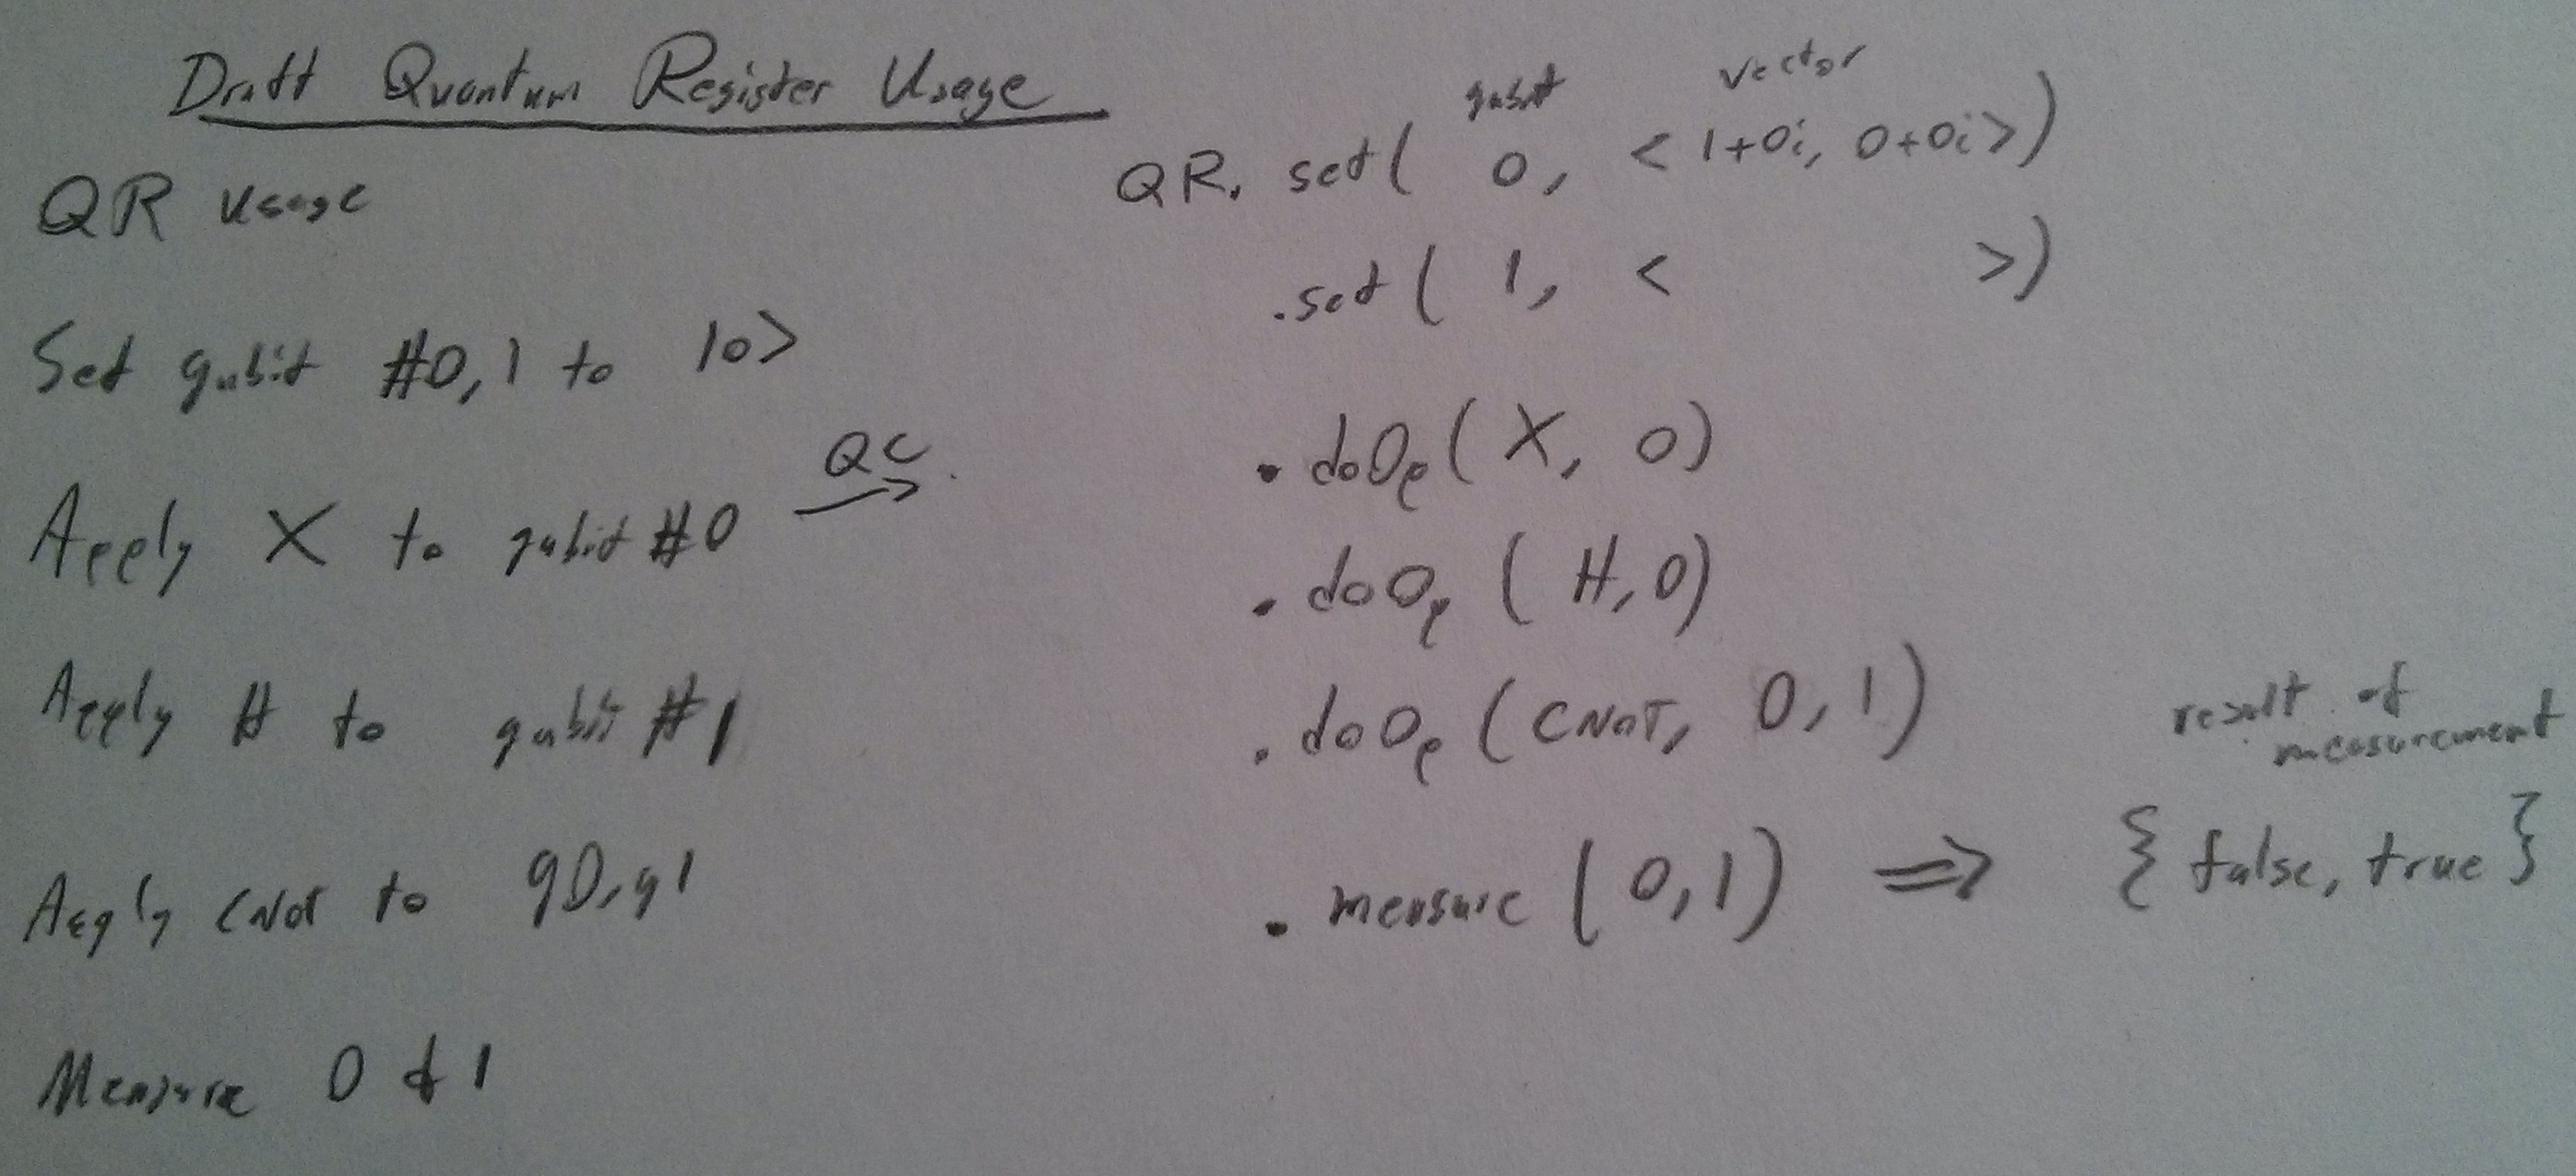 Draft Quantum Register Usage
QR usage
Set qubit #0,1 to |0>
Apply X to qubit #0
QC
Apply H to qubit #1
Apply CNOT to q0,q1
Measure 0 & 1
qubit vector
QR. set( 0, < 1+0i, 0+0i>)
.set( 1, < >)
. doOp( X, 0)
. doOp ( H, 0)
. doOp ( CNOT, 0, 1)
. measure ( 0,1) => { false, true }
result of
measurement